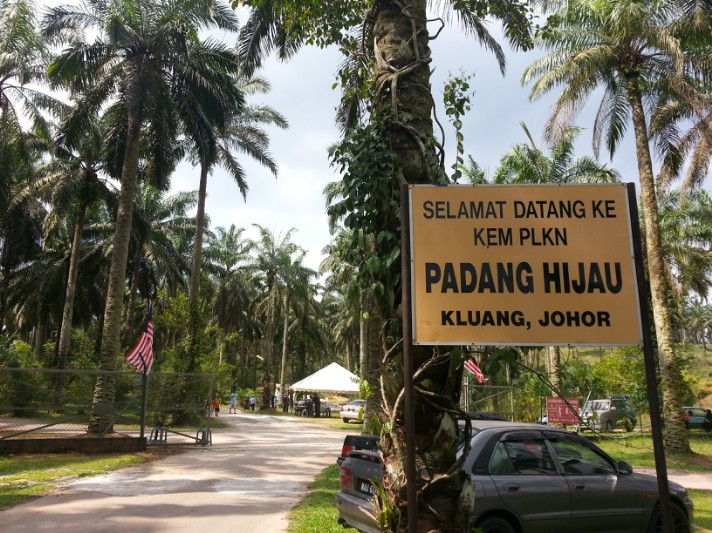 SELAMAT DATANG KE
KEM PLKN
PADANG HIJAU
KLUANG, JOHOR